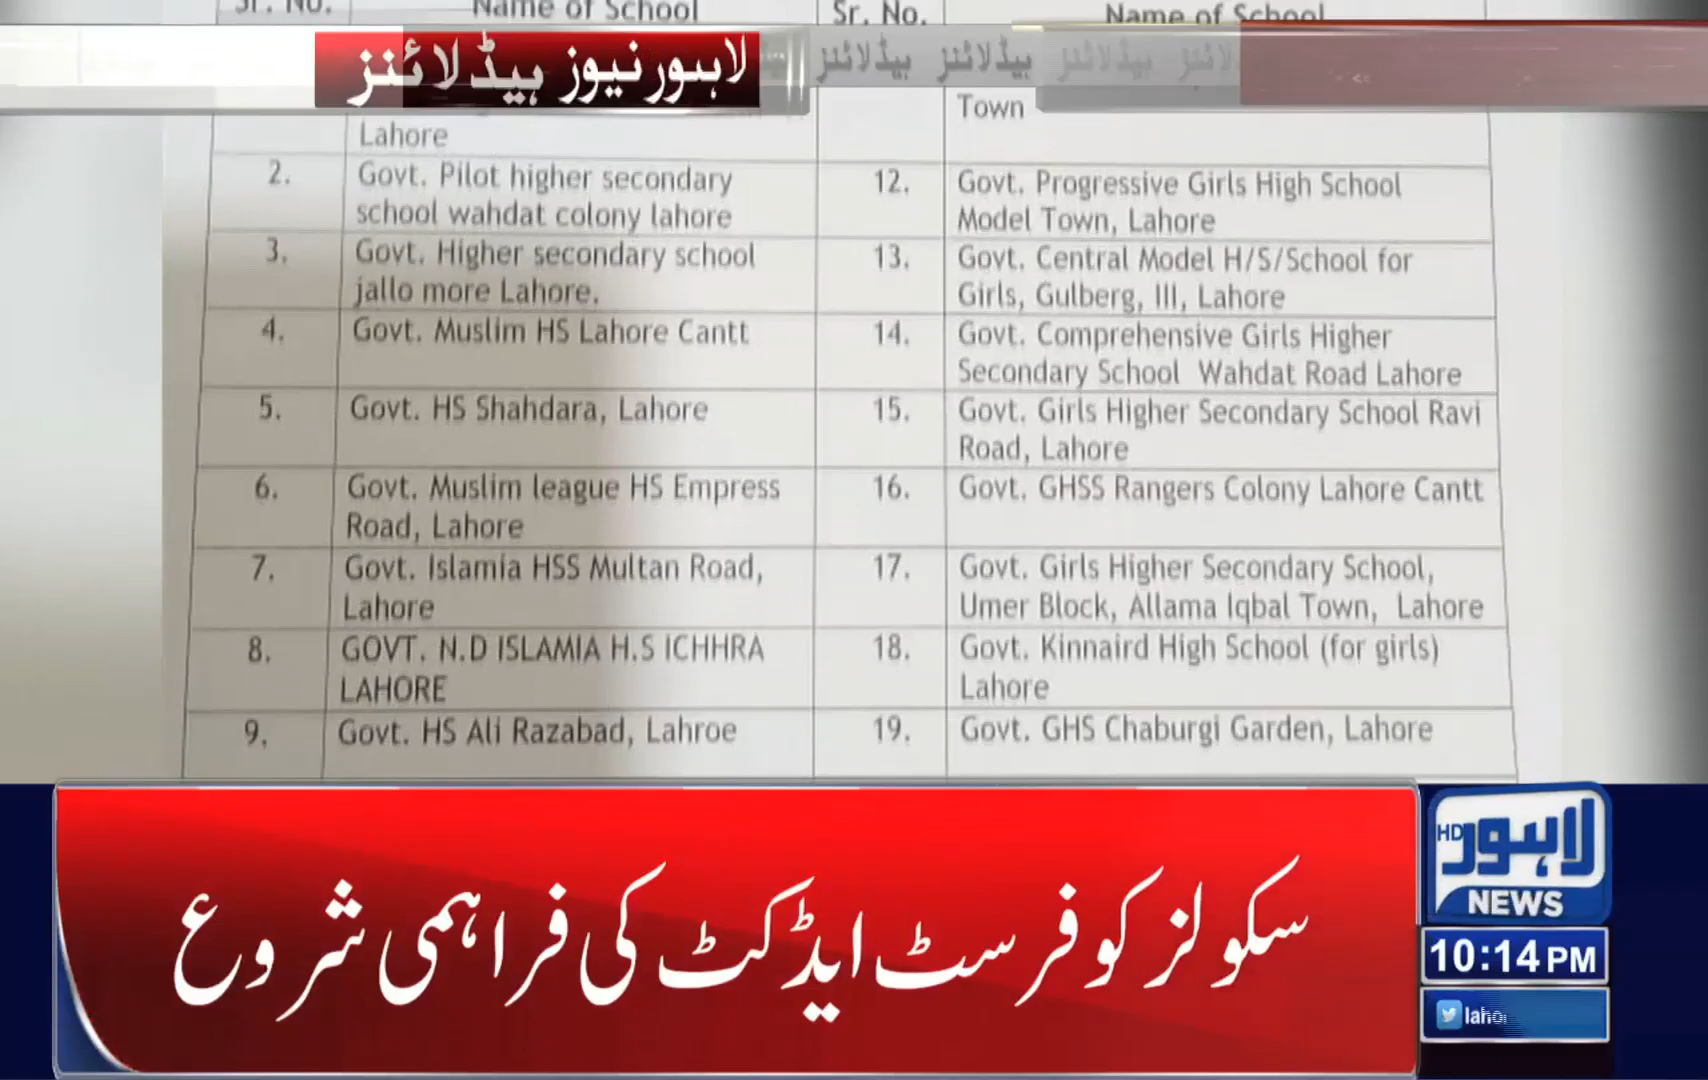 Sr. No. Name of School Sr. No. Name of School
لاہور نیوز ہیڈلائنز
ہیڈلائنز ہیڈلائنز ہیڈلائنز
Lahore
Town
2. Govt. Pilot higher secondary
school wahdat colony lahore
12. Govt. Progressive Girls High School
Model Town, Lahore
3. Govt. Higher secondary school
jallo more Lahore.
13. Govt. Central Model H/S/School for
Girls, Gulberg, III, Lahore
4. Govt. Muslim HS Lahore Cantt
14. Govt. Comprehensive Girls Higher
Secondary School Wahdat Road Lahore
5. Govt. HS Shahdara, Lahore
15. Govt. Girls Higher Secondary School Ravi
Road, Lahore
6. Govt. Muslim league HS Empress
Road, Lahore
16. Govt. GHSS Rangers Colony Lahore Cantt
7. Govt. Islamia HSS Multan Road,
Lahore
17. Govt. Girls Higher Secondary School,
Umer Block, Allama Iqbal Town, Lahore
8. GOVT. N.D ISLAMIA H.S ICHHRA
LAHORE
18. Govt. Kinnaird High School (for girls)
Lahore
9. Govt. HS Ali Razabad, Lahroe
19. Govt. GHS Chaburgi Garden, Lahore
سکولز کو فرسٹ ایڈ کٹ کی فراہمی شروع
HD لاہور
NEWS
10:14 PM